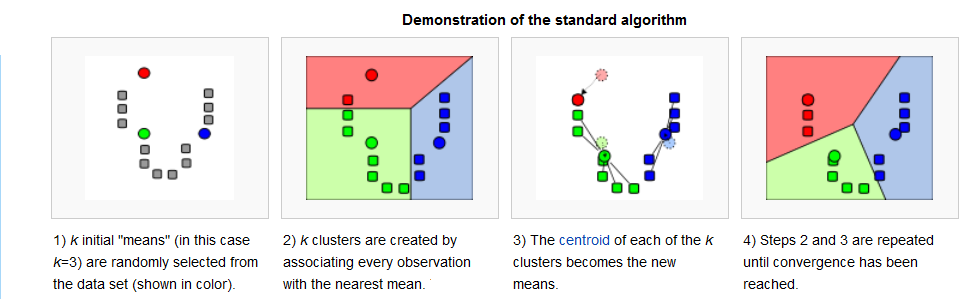 Demonstration of the standard algorithm
1) k initial "means" (in this case
k=3) are randomly selected from
the data set (shown in color).
2) k clusters are created by
associating every observation
with the nearest mean.
3) The centroid of each of the k
clusters becomes the new
means.
4) Steps 2 and 3 are repeated
until convergence has been
reached.